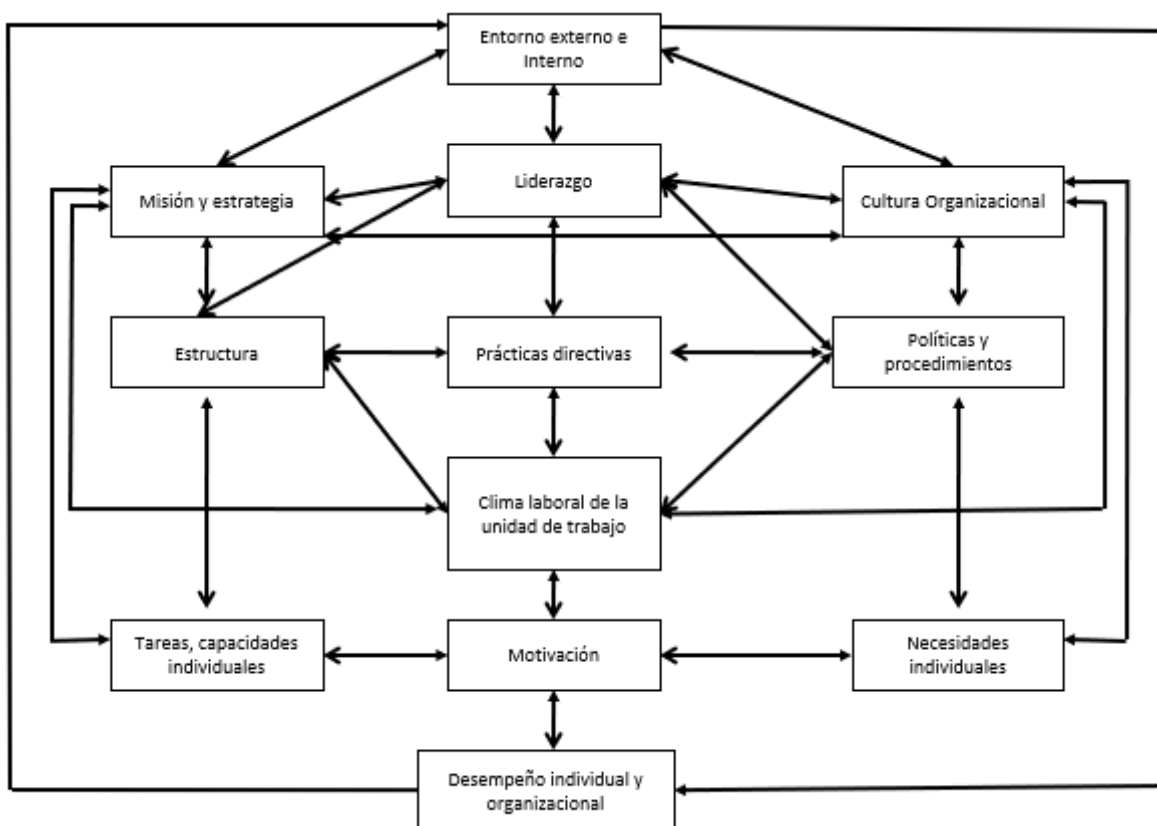 Entorno externo e
Interno
Misión y estrategia
Liderazgo
Cultura Organizacional
Estructura
Prácticas directivas
Políticas y
procedimientos
Clima laboral de la
unidad de trabajo
Tareas, capacidades
individuales
Motivación
Necesidades
individuales
Desempeño individual y
organizacional